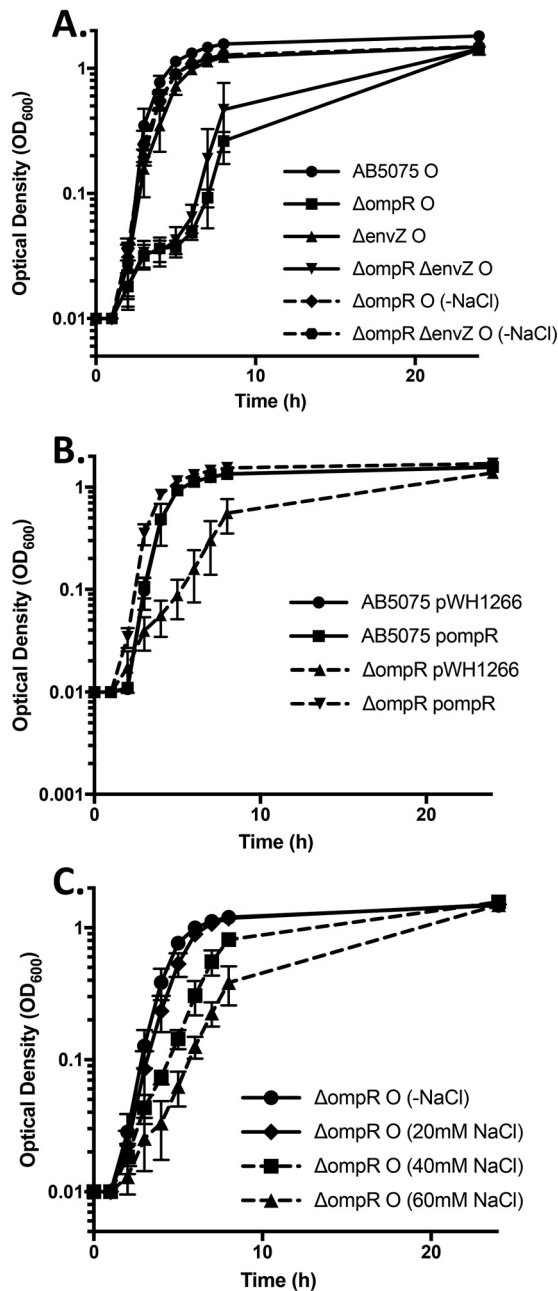 A.
Optical Density (OD600)
1
0.1
0.01
AB5075 O
ΔompR O
ΔenvZ O
ΔompR ΔenvZ O
ΔompR O (-NaCl)
ΔompR ΔenvZ O (-NaCl)
0 10 20
Time (h)
B.
Optical Density (OD600)
1
0.1
0.01
0.001
AB5075 pWH1266
AB5075 pompR
ΔompR pWH1266
ΔompR pompR
0 10 20
Time (h)
C.
Optical Density (OD600)
1
0.1
0.01
ΔompR O (-NaCl)
ΔompR O (20mM NaCl)
ΔompR O (40mM NaCl)
ΔompR O (60mM NaCl)
0 10 20
Time (h)